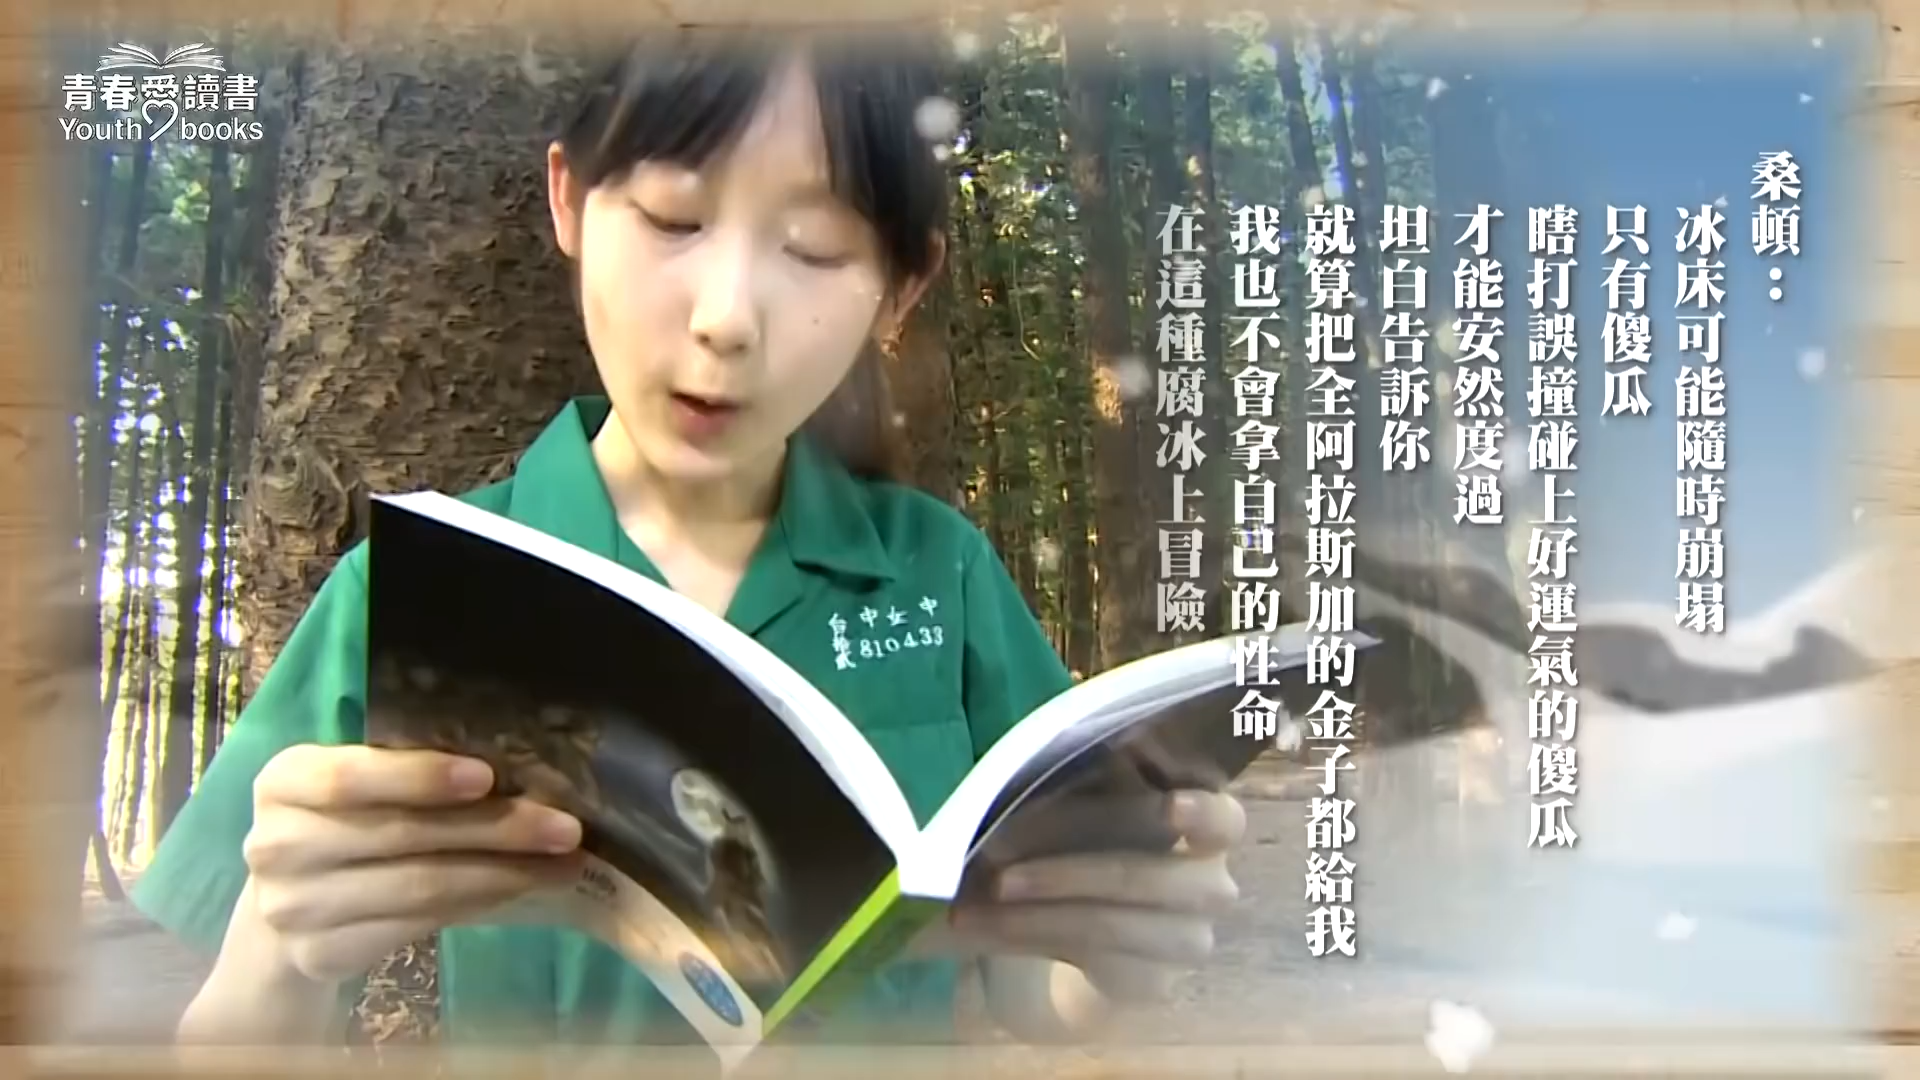 青春愛讀書
Youth books
桑頓：
冰床可能隨時崩塌
只有傻瓜
瞎打誤撞碰上好運氣的傻瓜
才能安然度過
坦白告訴你
就算把全阿拉斯加的金子都給我
我也不會拿自己的性命
在這種腐冰上冒險
台中女中
810433